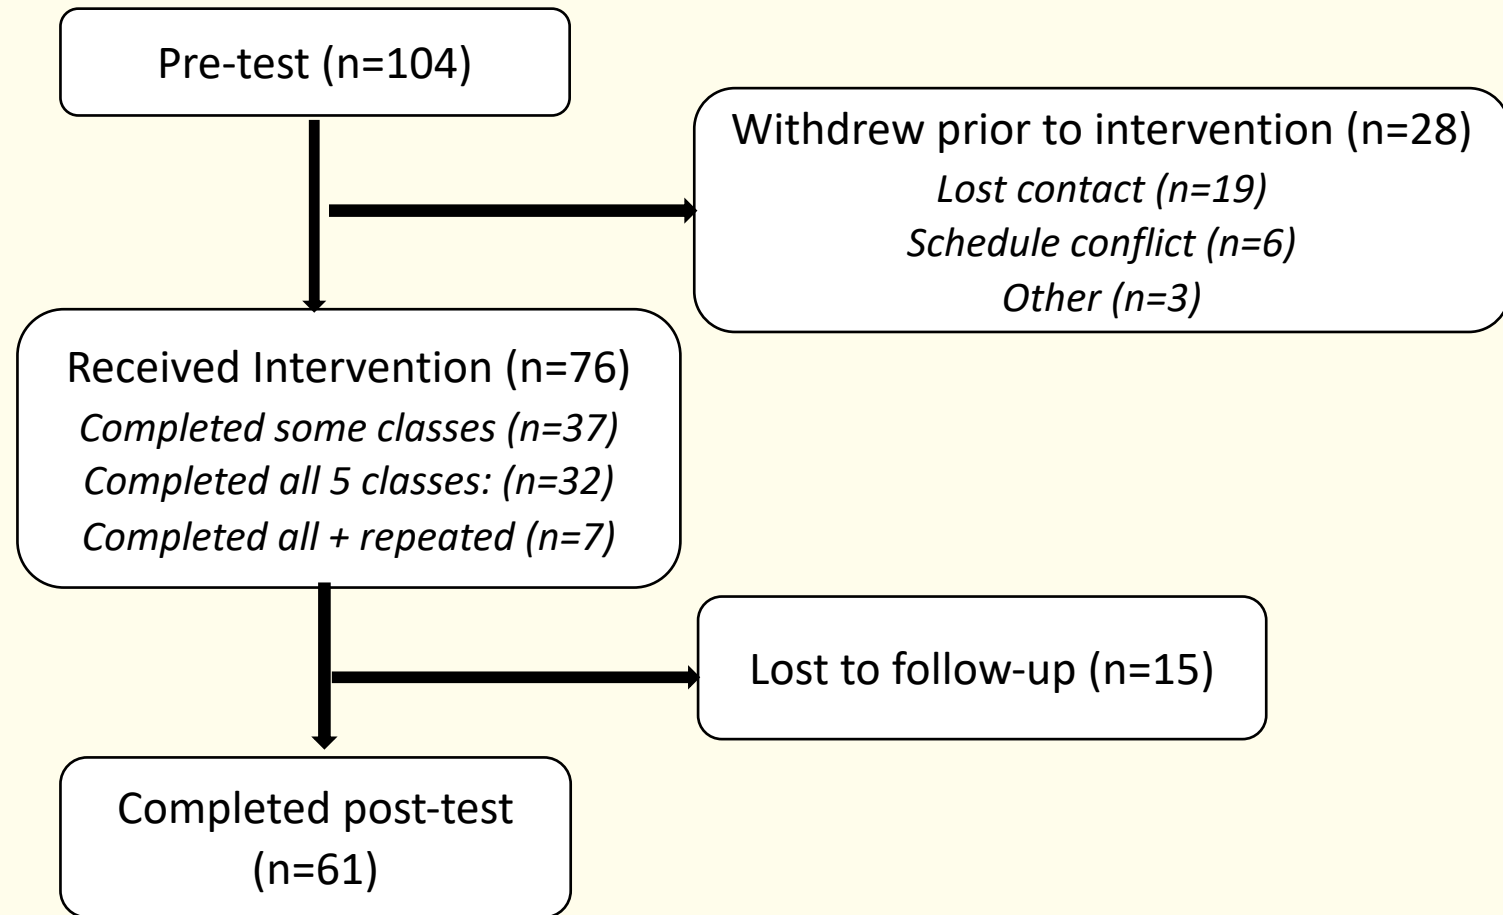 Pre-test (n=104)
Withdrew prior to intervention (n=28)
Lost contact (n=19)
Schedule conflict (n=6)
Other (n=3)
Received Intervention (n=76)
Completed some classes (n=37)
Completed all 5 classes: (n=32)
Completed all + repeated (n=7)
Lost to follow-up (n=15)
Completed post-test
(n=61)